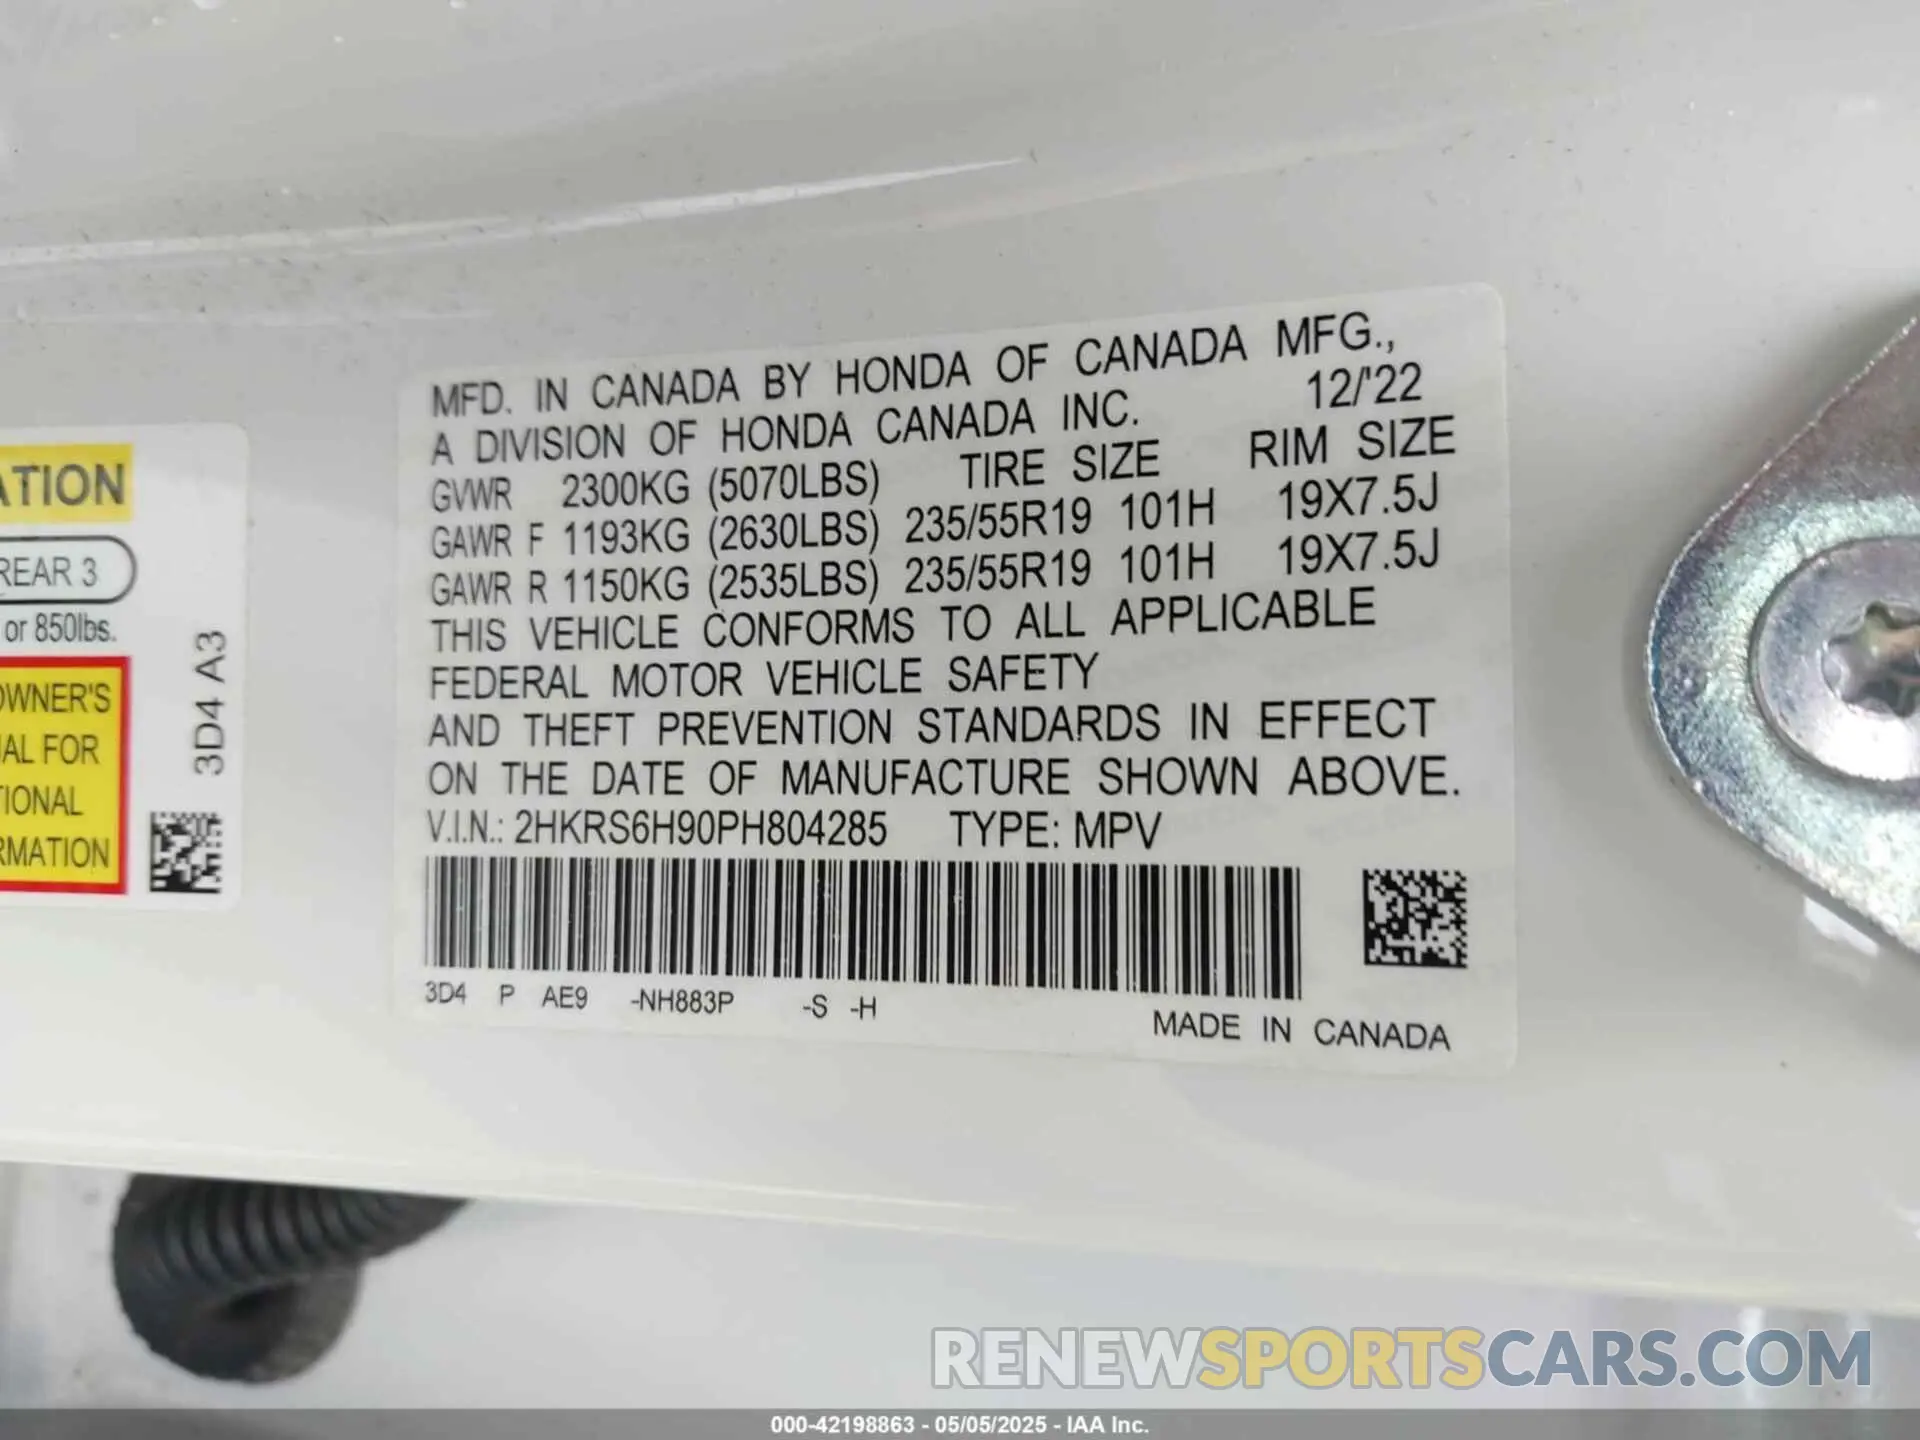 ATION
REAR 3
or 850lbs.
OWNER'S
AL FOR
TIONAL
RMATION
3D4 A3
MFD. IN CANADA BY HONDA OF CANADA MFG.,
A DIVISION OF HONDA CANADA INC. 12/'22
GVWR 2300KG (5070LBS) TIRE SIZE RIM SIZE
GAWR F 1193KG (2630LBS) 235/55R19 101H 19X7.5J
GAWR R 1150KG (2535LBS) 235/55R19 101H 19X7.5J
THIS VEHICLE CONFORMS TO ALL APPLICABLE
FEDERAL MOTOR VEHICLE SAFETY
AND THEFT PREVENTION STANDARDS IN EFFECT
ON THE DATE OF MANUFACTURE SHOWN ABOVE.
V.I.N.: 2HKRS6H90PH804285 TYPE: MPV
3D4 P AE9 -NH883P -S -H
MADE IN CANADA
RENEWSPORTSCARS.COM
000-42198863 - 05/05/2025 - IAA Inc.